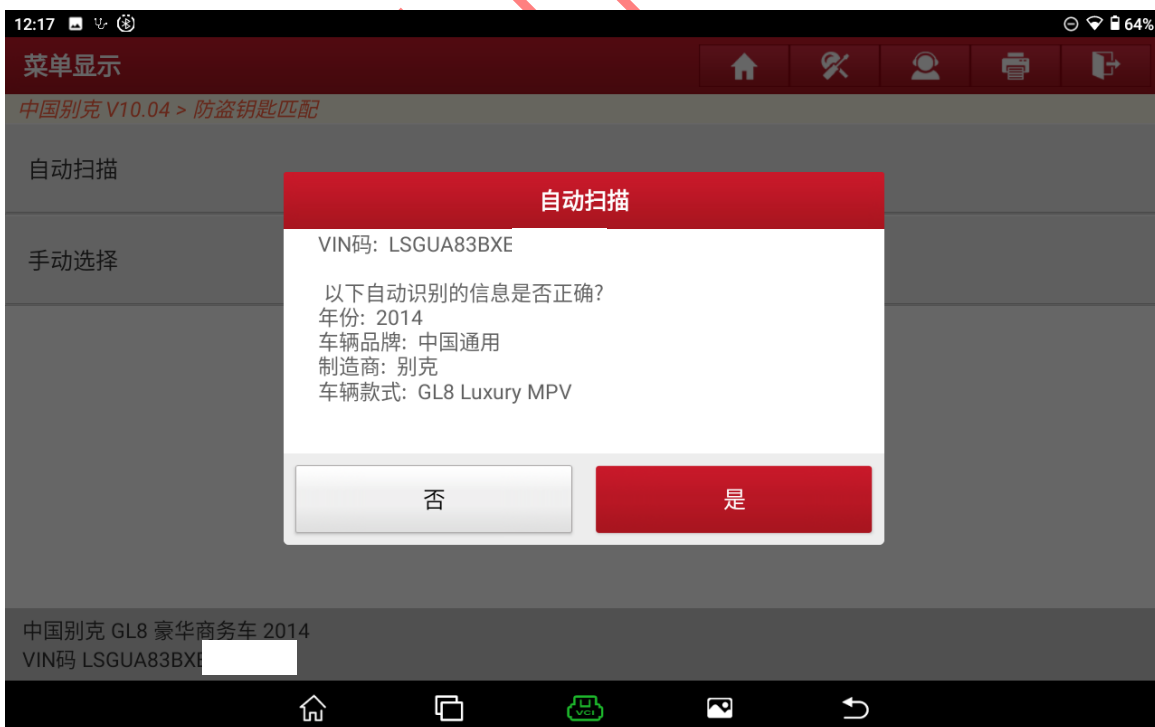 12:17
64%
菜单显示
中国别克 V10.04 > 防盗钥匙匹配
自动扫描
手动选择
自动扫描
VIN码: LSGUA83BXE
以下自动识别的信息是否正确?
年份: 2014
车辆品牌: 中国通用
制造商: 别克
车辆款式: GL8 Luxury MPV
否
是
中国别克 GL8 豪华商务车 2014
VIN码 LSGUA83BXE
VCI